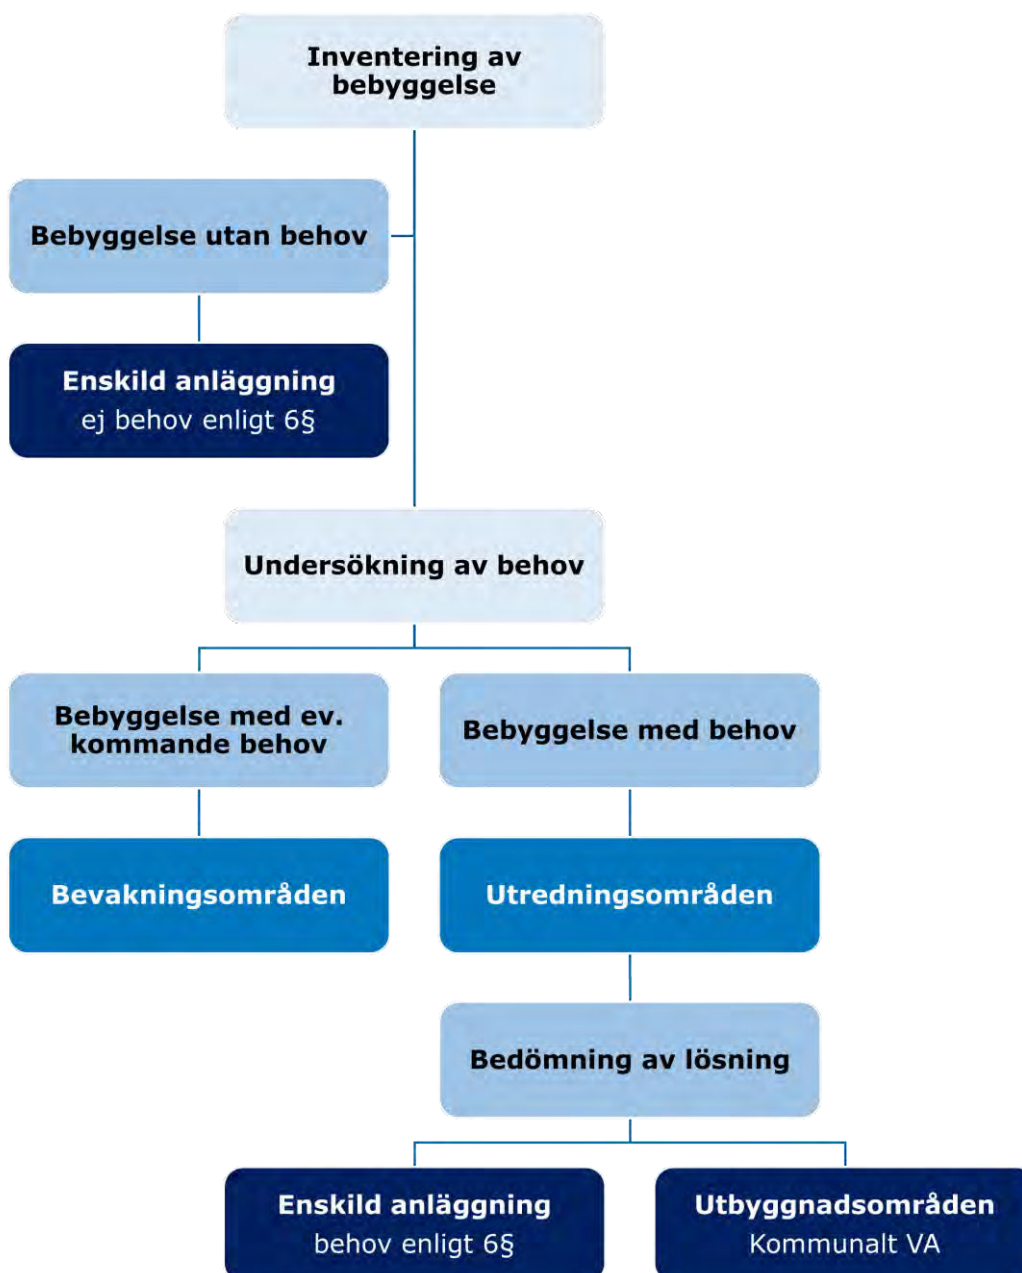 Inventering av
bebyggelse
Bebyggelse utan behov
Enskild anläggning
ej behov enligt 6§
Undersökning av behov
Bebyggelse med ev.
kommande behov
Bebyggelse med behov
Bevakningsområden
Utredningsområden
Bedömning av lösning
Enskild anläggning
behov enligt 6§
Utbyggnadsområden
Kommunalt VA